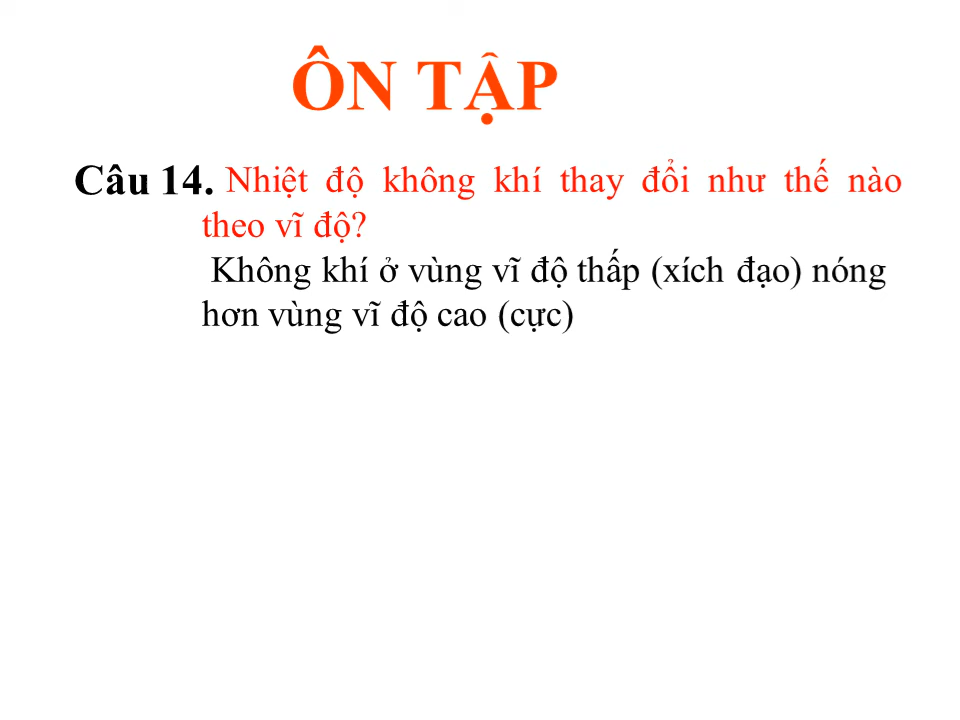 ÔN TẬP
Câu 14. Nhiệt độ không khí thay đổi như thế nào
theo vĩ độ?
Không khí ở vùng vĩ độ thấp (xích đạo) nóng
hơn vùng vĩ độ cao (cực)